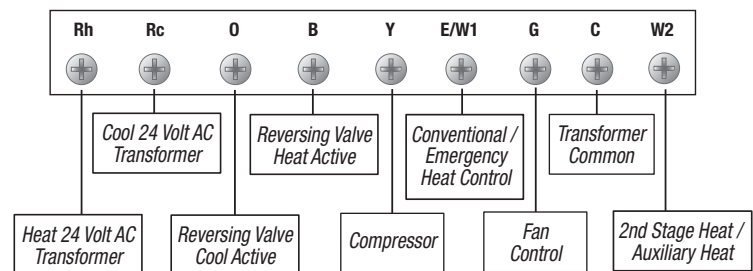 Rh Rc O B Y E/W1 G C W2
Cool 24 Volt AC
Transformer
Reversing Valve
Heat Active
Conventional /
Emergency
Heat Control
Transformer
Common
Heat 24 Volt AC
Transformer
Reversing Valve
Cool Active
Compressor
Fan
Control
2nd Stage Heat /
Auxiliary Heat